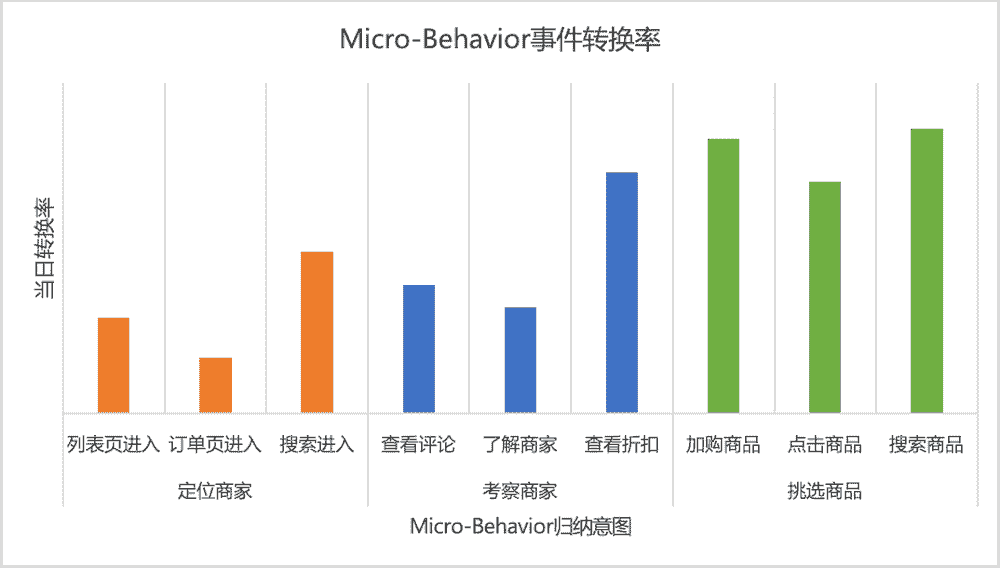 Micro-Behavior事件转换率
当日转换率
列表页进入 订单页进入 搜索进入 查看评论 了解商家 查看折扣 加购商品 点击商品 搜索商品
定位商家 考察商家 挑选商品
Micro-Behavior归纳意图